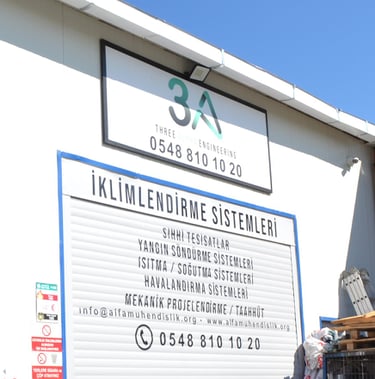 3A
THREE ENGINEERING
0548 810 10 20
İKLİMLENDİRME SİSTEMLERİ
SIHHİ TESİSATLAR
YANGIN SÖNDÜRME SİSTEMLERİ
ISITMA / SOĞUTMA SİSTEMLERİ
HAVALANDIRMA SİSTEMLERİ
MEKANİK PROJELENDİRME / TAAHHÜT
info@alfamuhendislik.org - www.alfamuhendislik.org
0548 810 10 20